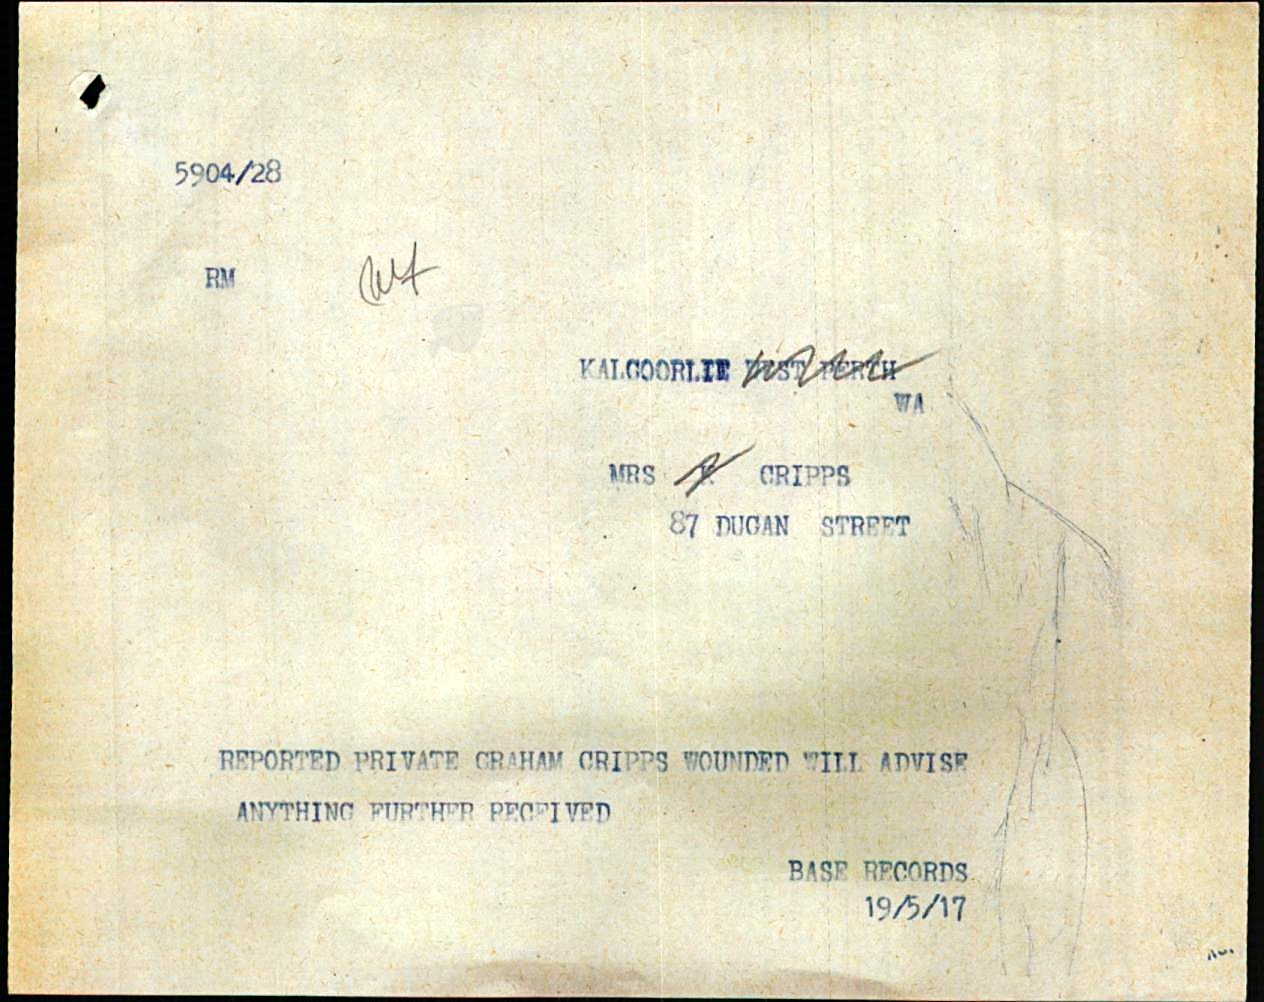 5904/28
RM
KALGOORLIE WEST PERTH
WA
MRS CRIPPS
87 DUGAN STREET
REPORTED PRIVATE GRAHAM CRIPPS WOUNDED WILL ADVISE
ANYTHING FURTHER RECEIVED
BASE RECORDS
19/5/17